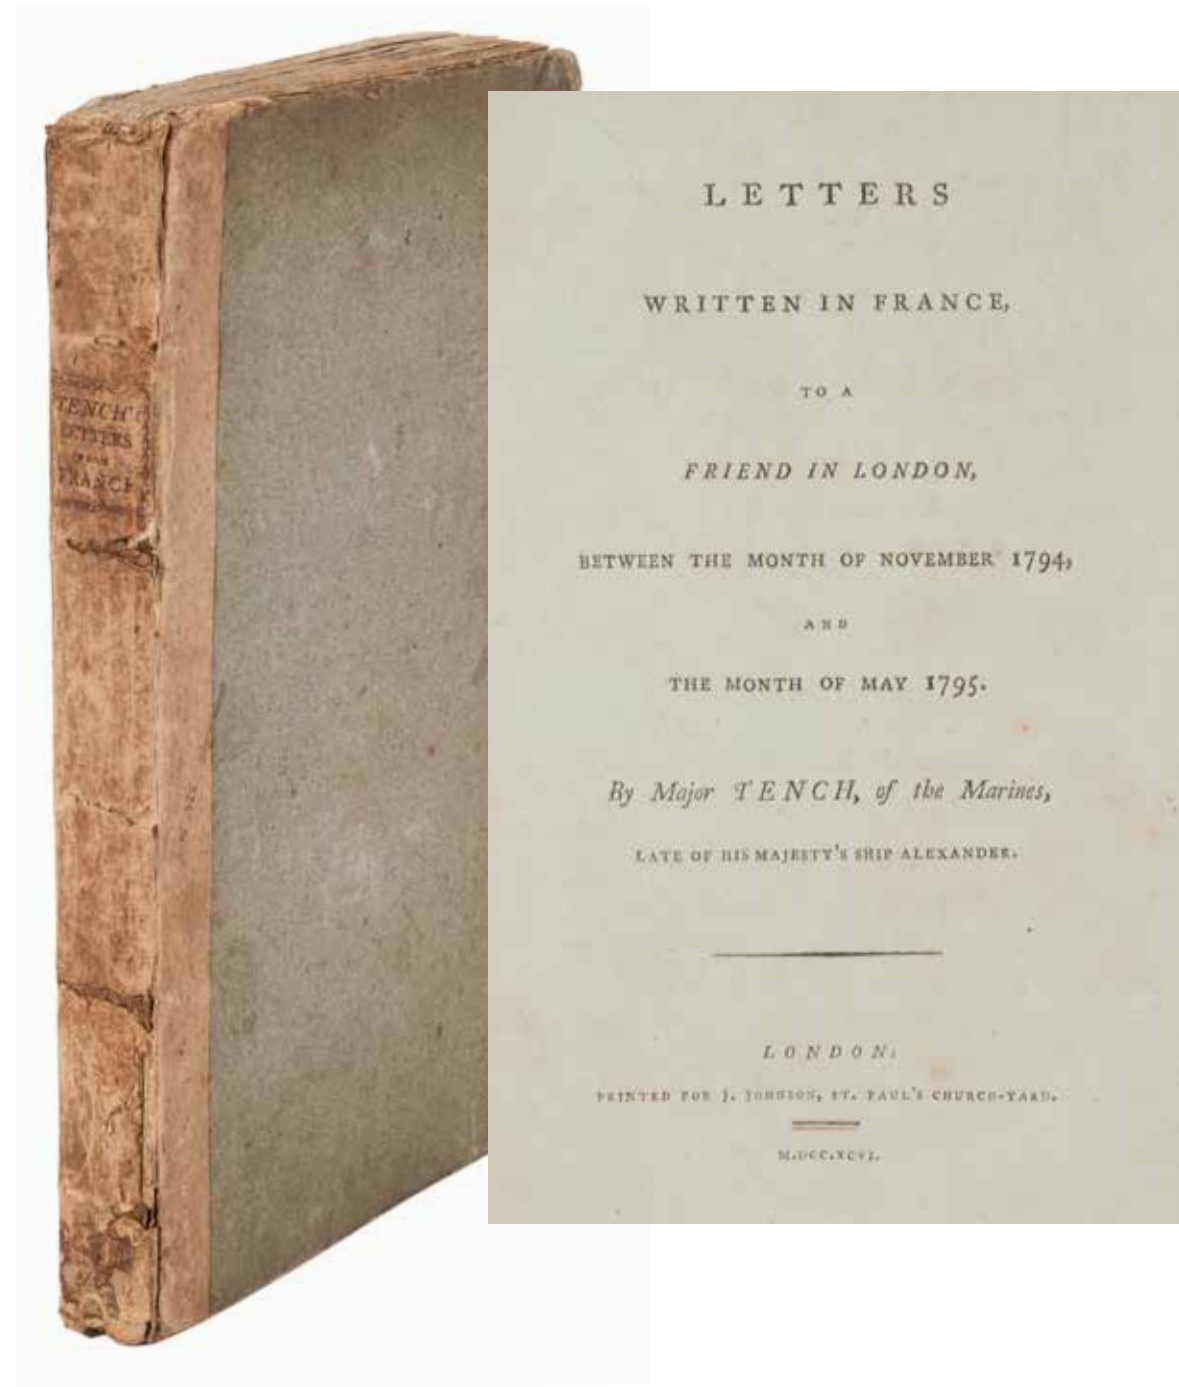 TENCH'S
LETTERS
FROM
FRANCE
LETTERS
WRITTEN IN FRANCE,
TO A
FRIEND IN LONDON,
BETWEEN THE MONTH OF NOVEMBER 1794,
AND
THE MONTH OF MAY 1795.
By Major TENCH, of the Marines,
LATE OF HIS MAJESTY'S SHIP ALEXANDER.
LONDON:
PRINTED FOR J. JOHNSON, ST. PAUL'S CHURCH-YARD.
M.DCC.XCVI.